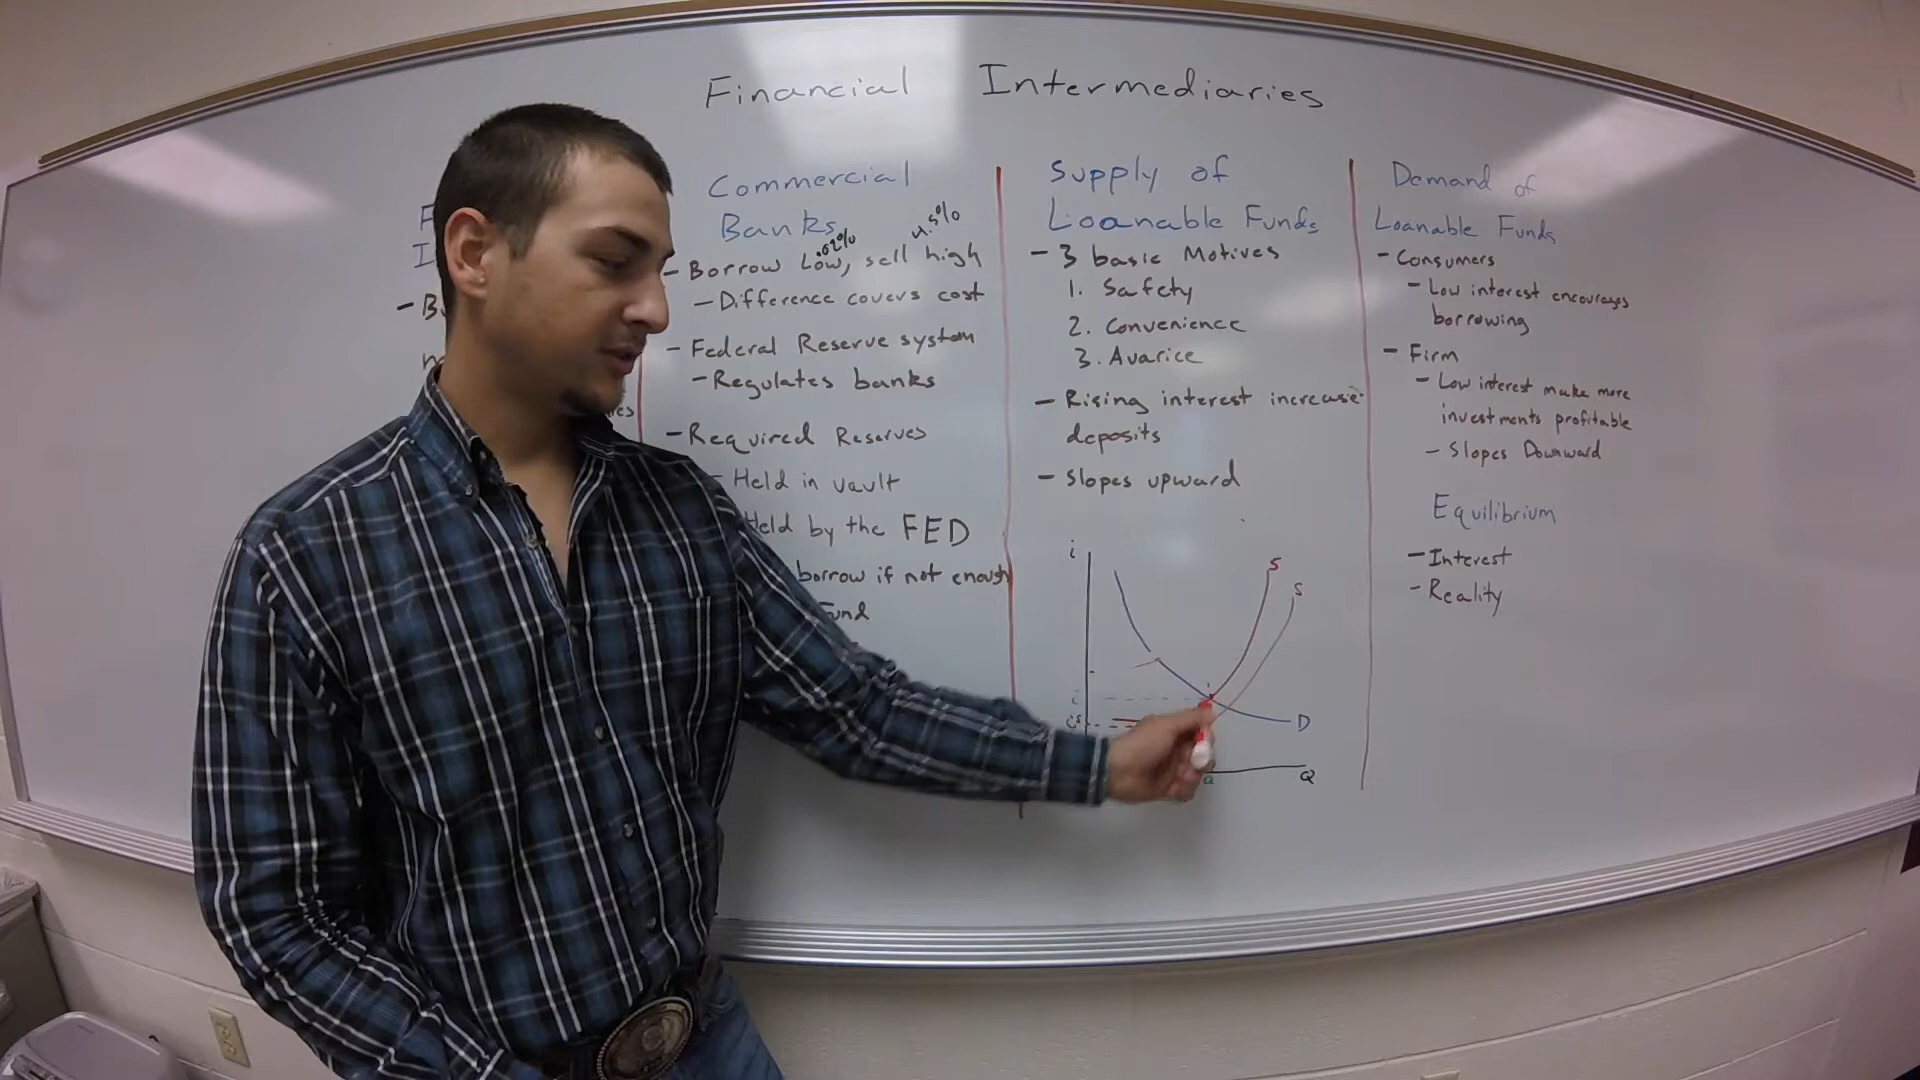 Financial Intermediaries
Commercial
Banks
.02%
4.5%
- Borrow Low, sell high
- Difference covers cost
- Federal Reserve system
- Regulates banks
- Required Reserves
- Held in vault
Held by the FED
borrow if not enough
Fund
Supply of
Loanable Funds
- 3 basic Motives
1. Safety
2. Convenience
3. Avarice
- Rising interest increase
deposits
- Slopes upward
i
S
S
i
D
Q
Demand of
Loanable Funds
- Consumers
- Low interest encourages
borrowing
- Firm
- Low interest make more
investments profitable
- Slopes Downward
Equilibrium
- Interest
- Reality